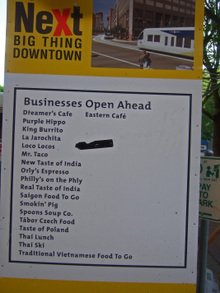 NeXt
BIG THING
DOWNTOWN
Businesses Open Ahead
Dreamer's Cafe Eastern Café
Purple Hippo
King Burrito
La Jarochita
Loco Locos
Mr. Taco
New Taste of India
Orly's Espresso
Philly's on the Phly
Real Taste of India
Saigon Food To Go
Smokin' Pig
Spoons Soup Co.
Tábor Czech Food
Taste of Poland
Thai Lunch
Thai Ski
Traditional Vietnamese Food To Go